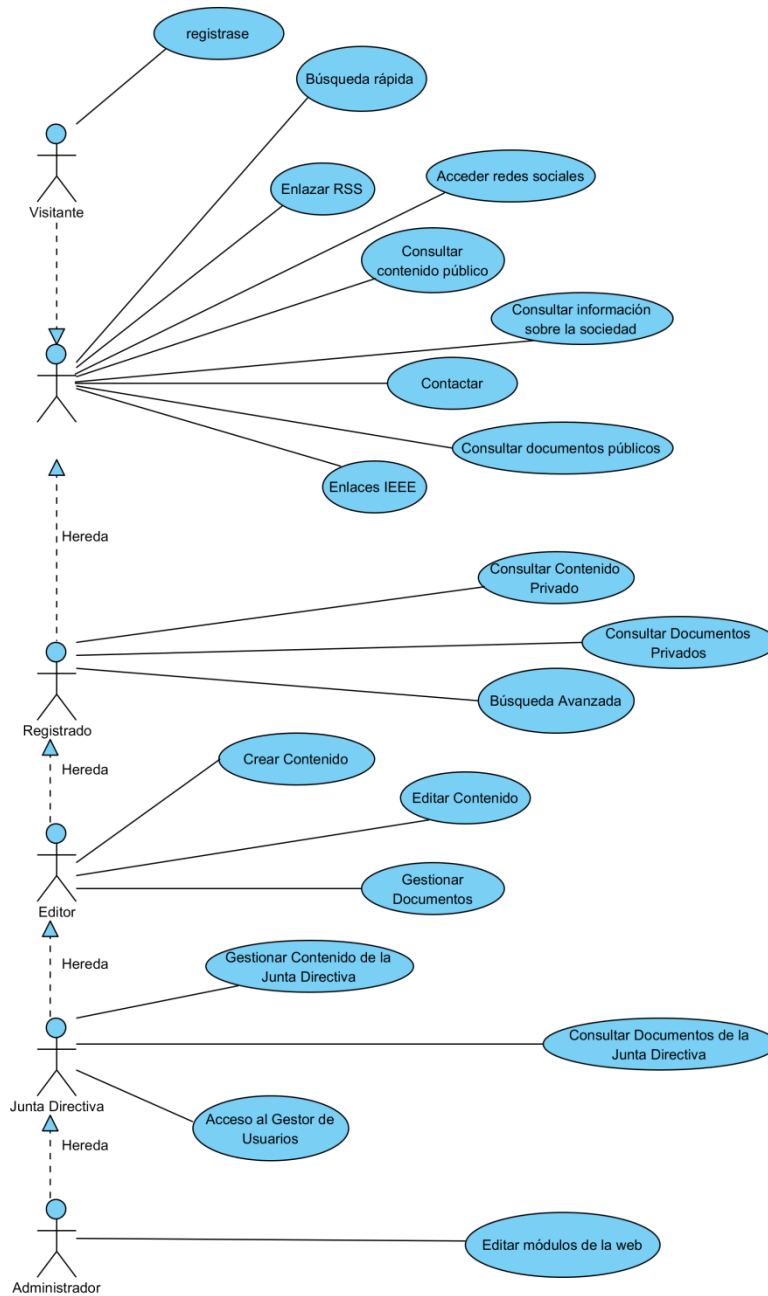 registrase
Búsqueda rápida
Acceder redes sociales
Enlazar RSS
Visitante
Consultar
contenido público
Consultar información
sobre la sociedad
Contactar
Consultar documentos públicos
Enlaces IEEE
Hereda
Consultar Contenido
Privado
Consultar Documentos
Privados
Búsqueda Avanzada
Registrado
Hereda
Crear Contenido
Editar Contenido
Gestionar
Documentos
Editor
Hereda
Gestionar Contenido de la
Junta Directiva
Consultar Documentos de la
Junta Directiva
Junta Directiva
Acceso al Gestor de
Usuarios
Hereda
Editar módulos de la web
Administrador